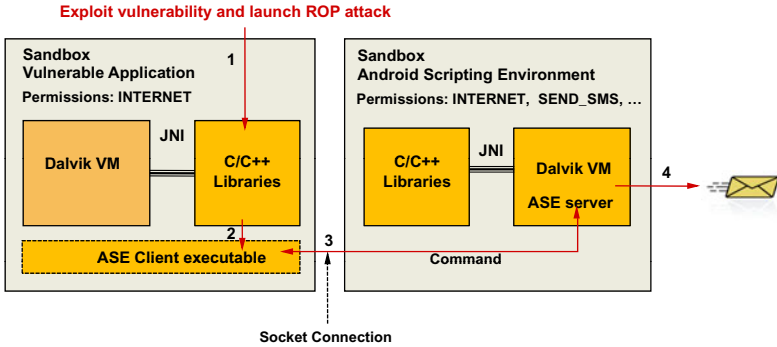 Exploit vulnerability and launch ROP attack
Sandbox
Vulnerable Application
Permissions: INTERNET
1
Dalvik VM
JNI
C/C++
Libraries
2
ASE Client executable
Sandbox
Android Scripting Environment
Permissions: INTERNET, SEND_SMS, …
C/C++
Libraries
JNI
Dalvik VM
ASE server
4
3
Command
Socket Connection